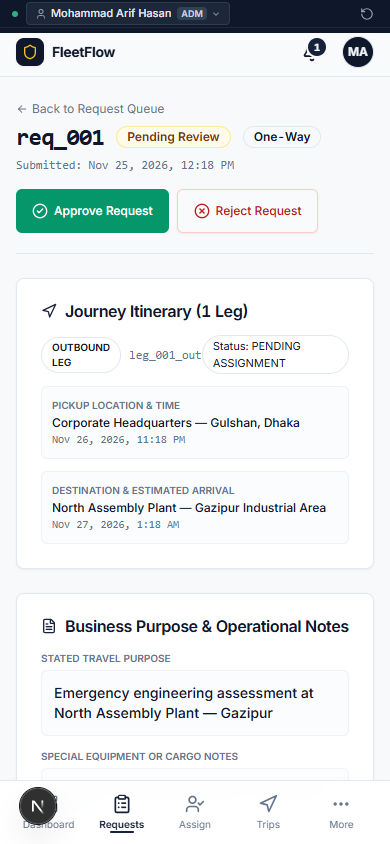 Mohammad Arif Hasan ADM
FleetFlow
1
MA
← Back to Request Queue
req_001 Pending Review One-Way
Submitted: Nov 25, 2026, 12:18 PM
Approve Request Reject Request
Journey Itinerary (1 Leg)
OUTBOUND
LEG
leg_001_out
Status: PENDING
ASSIGNMENT
PICKUP LOCATION & TIME
Corporate Headquarters — Gulshan, Dhaka
Nov 26, 2026, 11:18 PM
DESTINATION & ESTIMATED ARRIVAL
North Assembly Plant — Gazipur Industrial Area
Nov 27, 2026, 1:18 AM
Business Purpose & Operational Notes
STATED TRAVEL PURPOSE
Emergency engineering assessment at
North Assembly Plant — Gazipur
SPECIAL EQUIPMENT OR CARGO NOTES
N
Dashboard Requests Assign Trips More